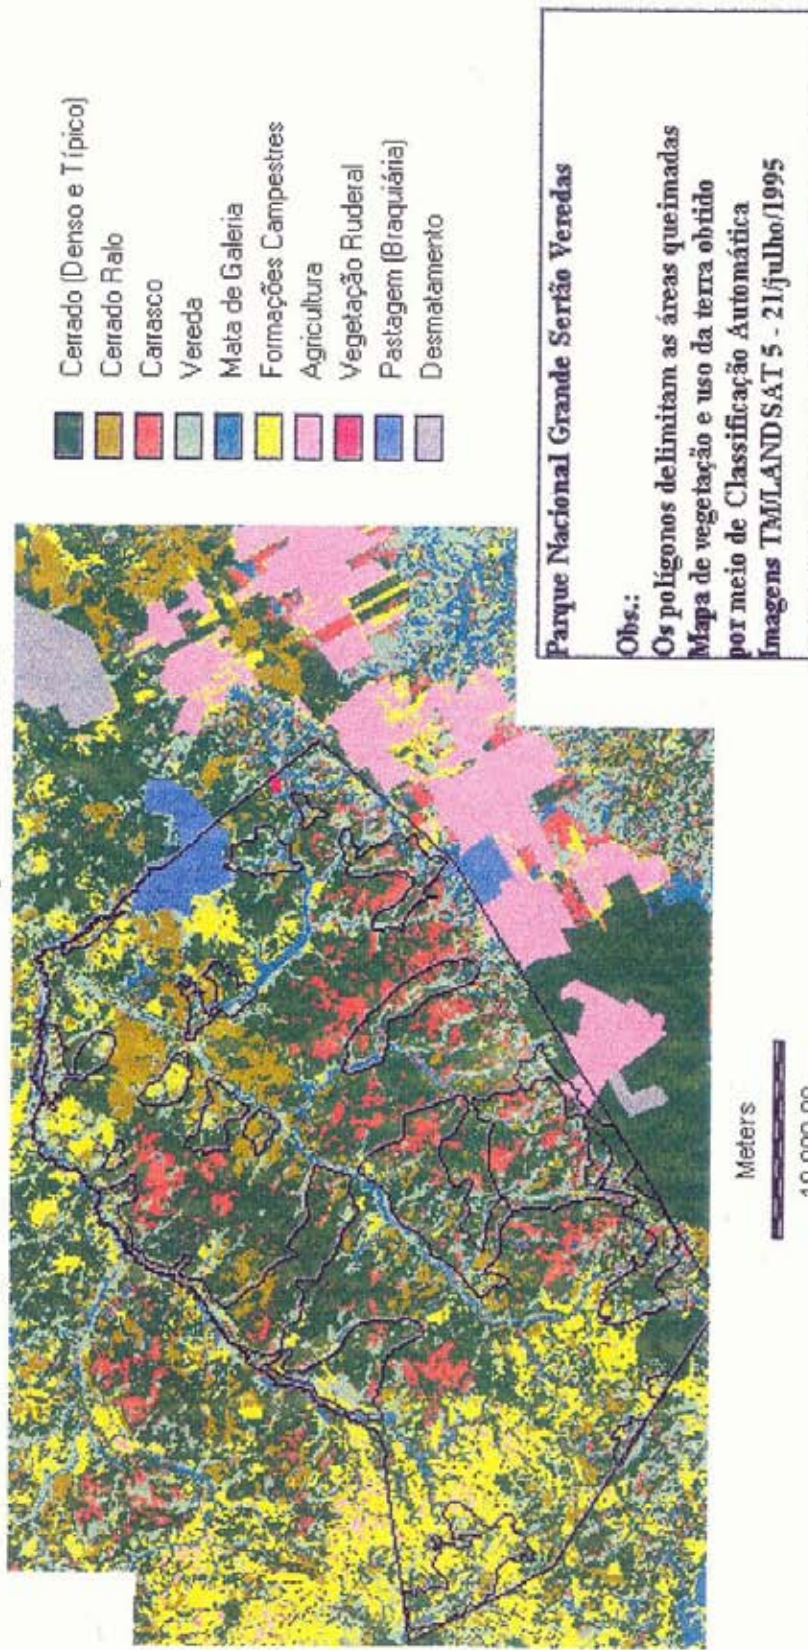 Cerrado (Denso e Típico)
Cerrado Ralo
Carrasco
Vereda
Mata de Galeria
Formações Campestres
Agricultura
Vegetação Ruderal
Pastagem (Braquiária)
Desmatamento
Meters
Parque Nacional Grande Sertão Veredas
Obs.:
Os polígonos delimitam as áreas queimadas
Mapa de vegetação e uso da terra obtido
por meio de Classificação Automática
Imagens TM/LANDSAT 5 - 21/julho/1995